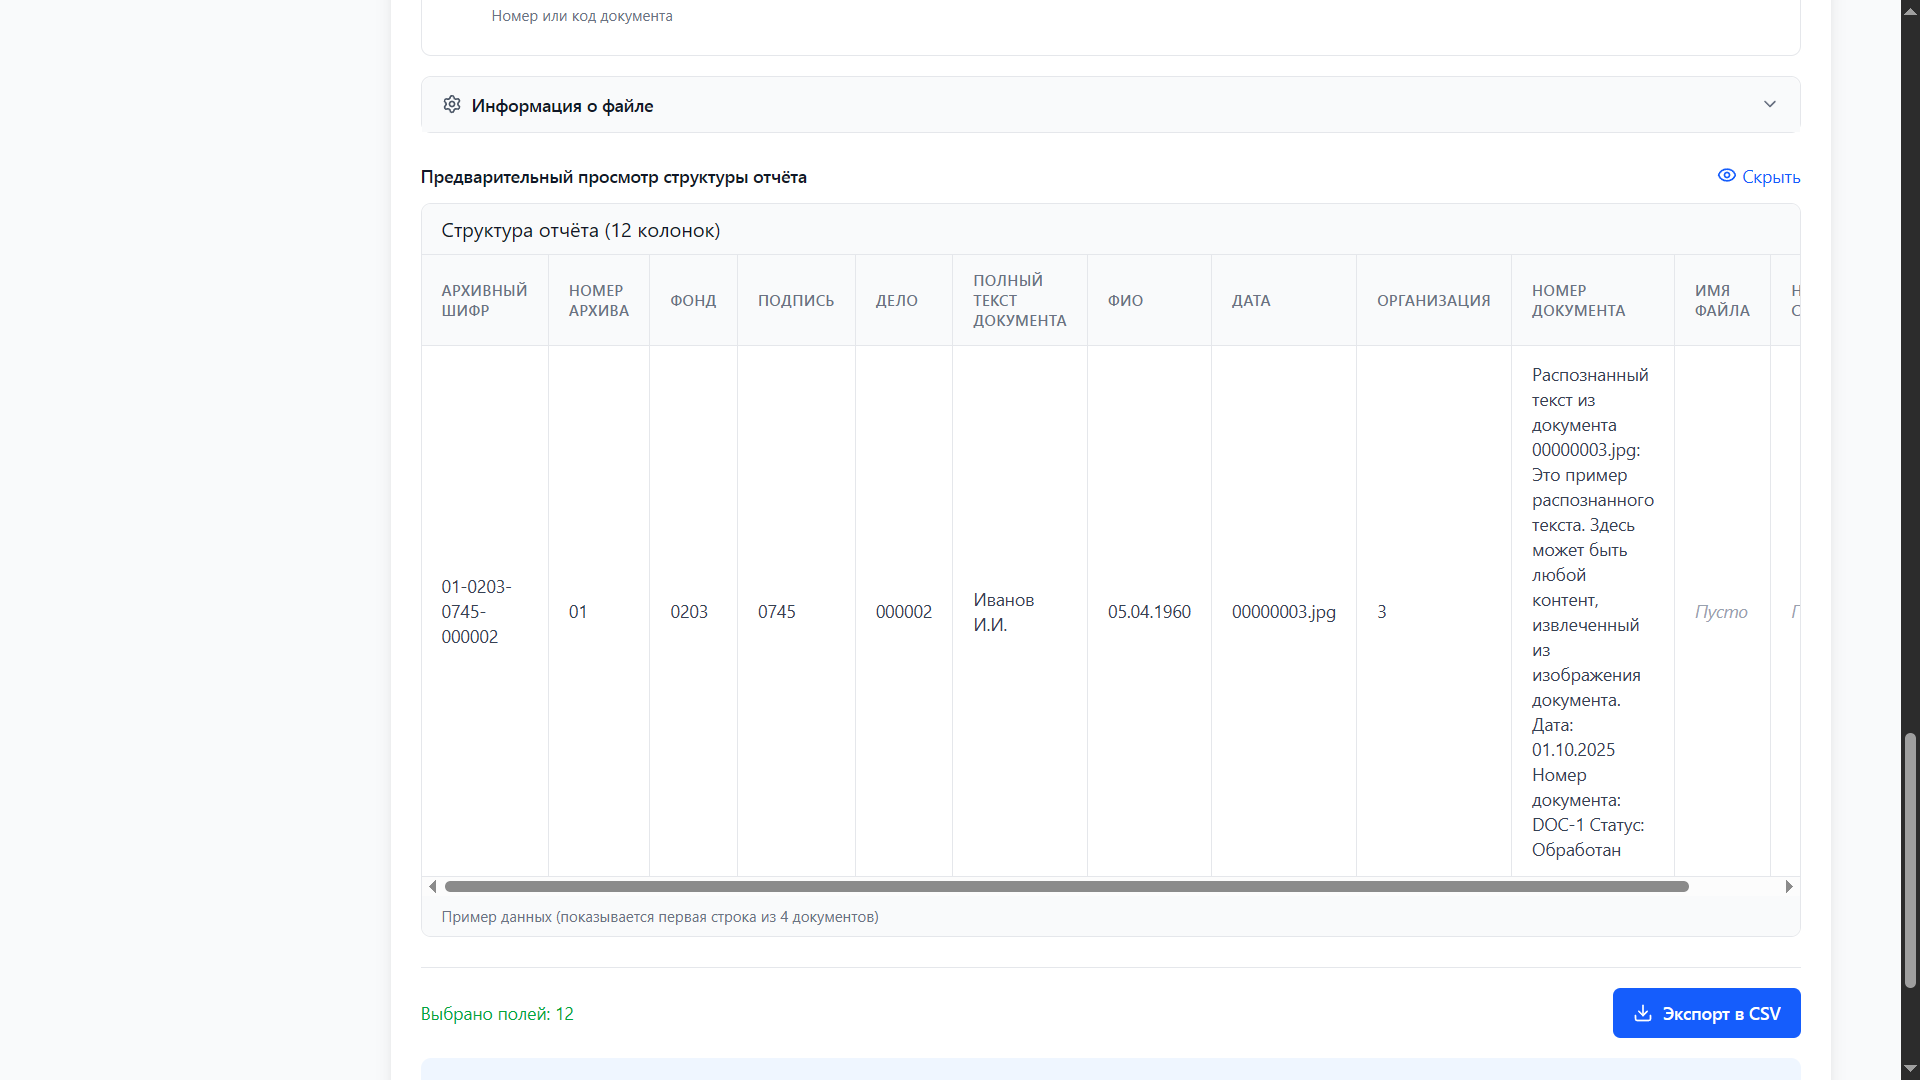 Номер или код документа
Информация о файле
Предварительный просмотр структуры отчёта
Скрыть
Структура отчёта (12 колонок)
АРХИВНЫЙ
ШИФР
НОМЕР
АРХИВА
ФОНД
ПОДПИСЬ
ДЕЛО
ПОЛНЫЙ
ТЕКСТ
ДОКУМЕНТА
ФИО
ДАТА
ОРГАНИЗАЦИЯ
НОМЕР
ДОКУМЕНТА
ИМЯ
ФАЙЛА
01-0203-
0745-
000002
01
0203
0745
000002
Иванов
И.И.
05.04.1960
00000003.jpg
3
Распознанный
текст из
документа
00000003.jpg:
Это пример
распознанного
текста. Здесь
может быть
любой
контент,
извлеченный
из
изображения
документа.
Дата:
01.10.2025
Номер
документа:
DOC-1 Статус:
Обработан
Пусто
Пример данных (показывается первая строка из 4 документов)
Выбрано полей: 12
Экспорт в CSV